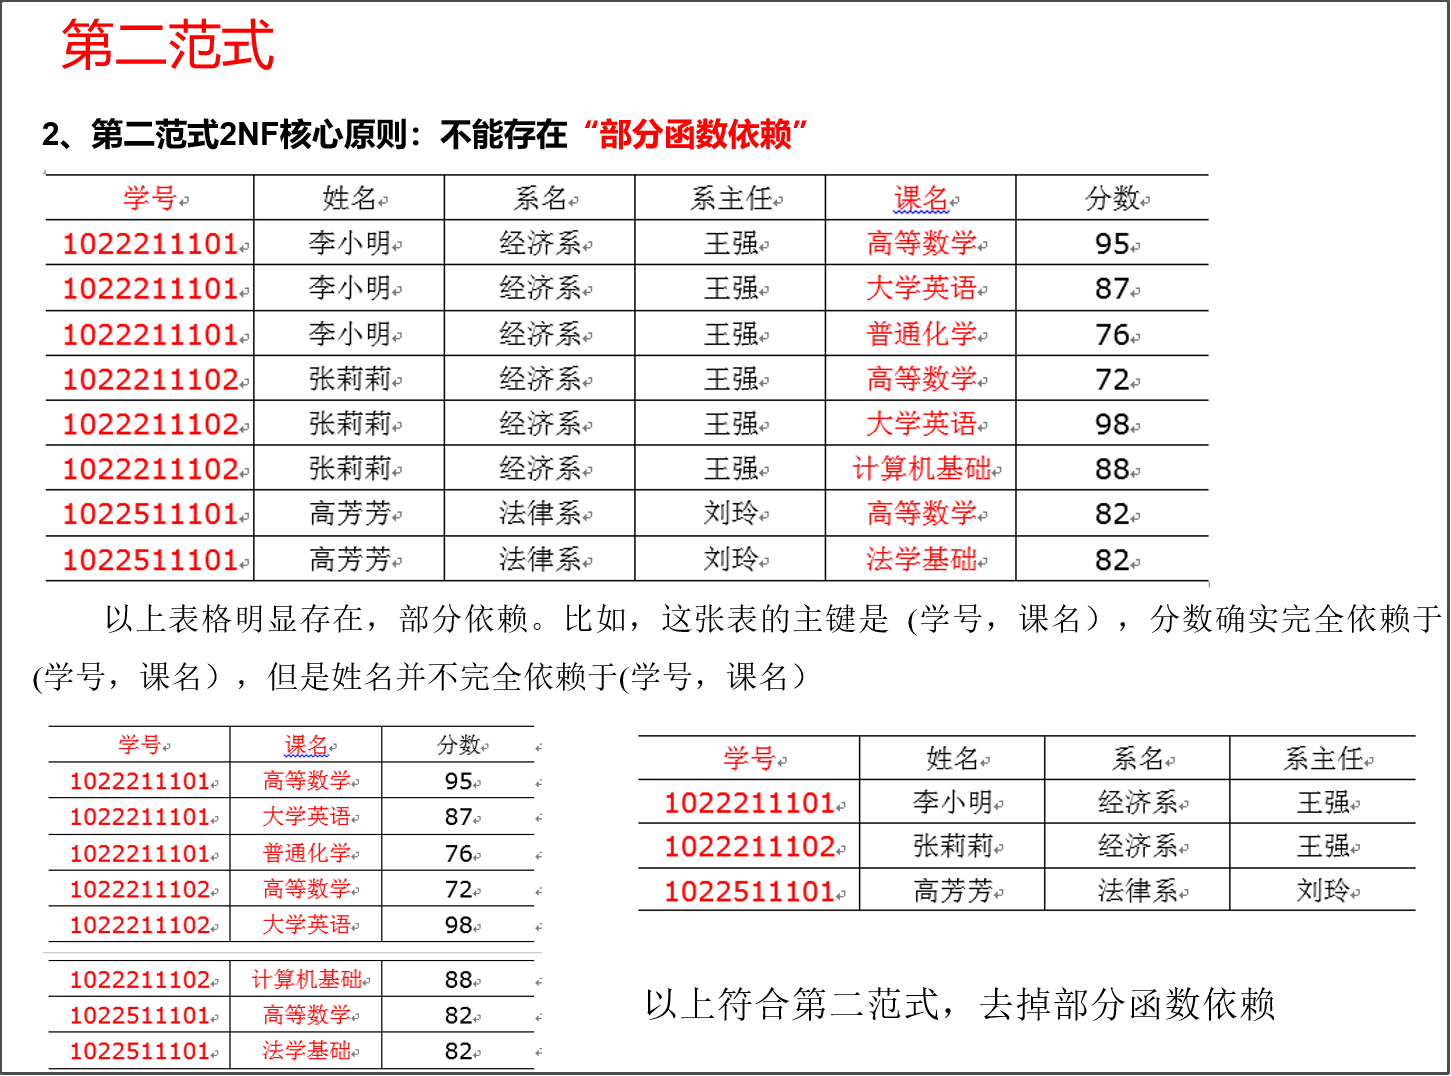 第二范式
2、第二范式2NF核心原则：不能存在“部分函数依赖”
学号 姓名 系名 系主任 课名 分数
1022211101 李小明 经济系 王强 高等数学 95
1022211101 李小明 经济系 王强 大学英语 87
1022211101 李小明 经济系 王强 普通化学 76
1022211102 张莉莉 经济系 王强 高等数学 72
1022211102 张莉莉 经济系 王强 大学英语 98
1022211102 张莉莉 经济系 王强 计算机基础 88
1022511101 高芳芳 法律系 刘玲 高等数学 82
1022511101 高芳芳 法律系 刘玲 法学基础 82
以上表格明显存在，部分依赖。比如，这张表的主键是 (学号，课名），分数确实完全依赖于
(学号，课名），但是姓名并不完全依赖于(学号，课名）
学号 课名 分数
1022211101 高等数学 95
1022211101 大学英语 87
1022211101 普通化学 76
1022211102 高等数学 72
1022211102 大学英语 98
1022211102 计算机基础 88
1022511101 高等数学 82
1022511101 法学基础 82
学号 姓名 系名 系主任
1022211101 李小明 经济系 王强
1022211102 张莉莉 经济系 王强
1022511101 高芳芳 法律系 刘玲
以上符合第二范式，去掉部分函数依赖